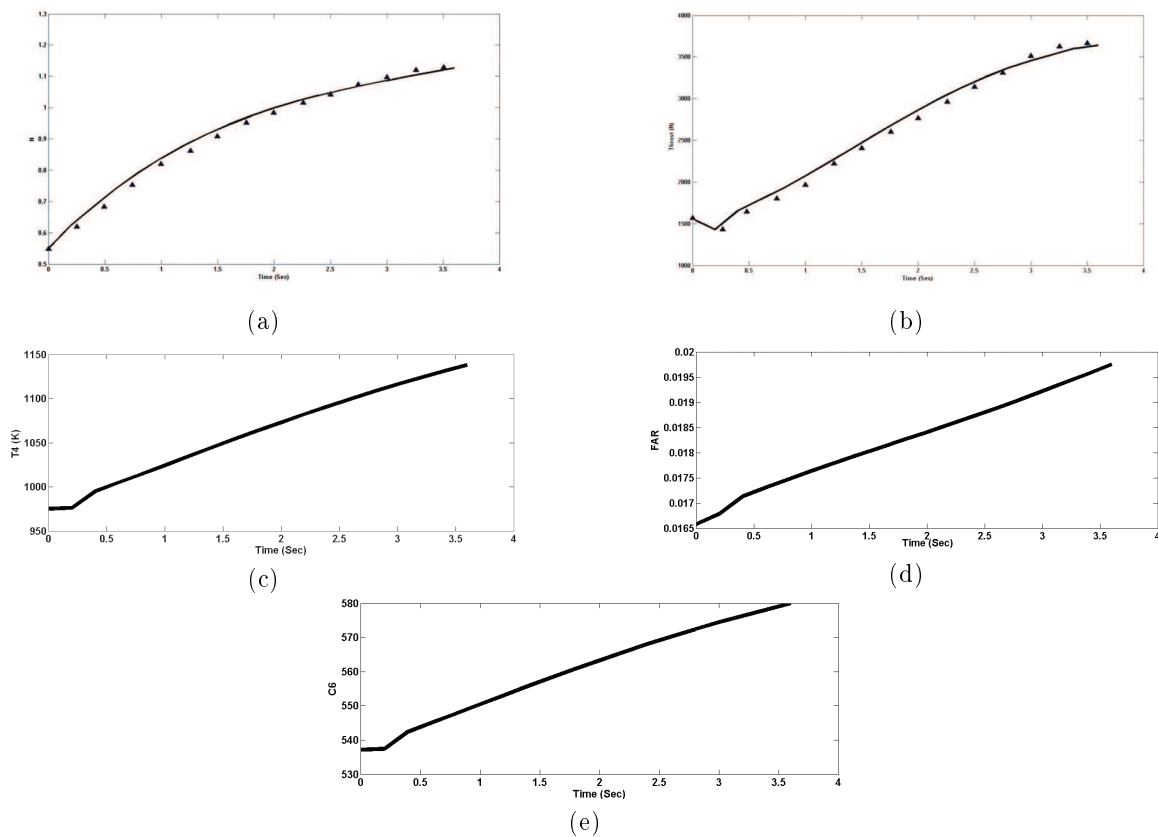 1.3
1.2
1.1
1
0.9
0.8
0.7
0.6
0.5
N
0 0.5 1 1.5 2 2.5 3 3.5 4
Time (Sec)
(a)
4000
3500
3000
2500
2000
1500
1000
Thrust (N)
0 0.5 1 1.5 2 2.5 3 3.5 4
Time (Sec)
(b)
1150
1100
1050
1000
950
T4 (K)
0 0.5 1 1.5 2 2.5 3 3.5 4
Time (Sec)
(c)
0.02
0.0195
0.019
0.0185
0.018
0.0175
0.017
0.0165
FAR
0 0.5 1 1.5 2 2.5 3 3.5 4
Time (Sec)
(d)
580
570
560
550
540
530
C6
0 0.5 1 1.5 2 2.5 3 3.5 4
Time (Sec)
(e)